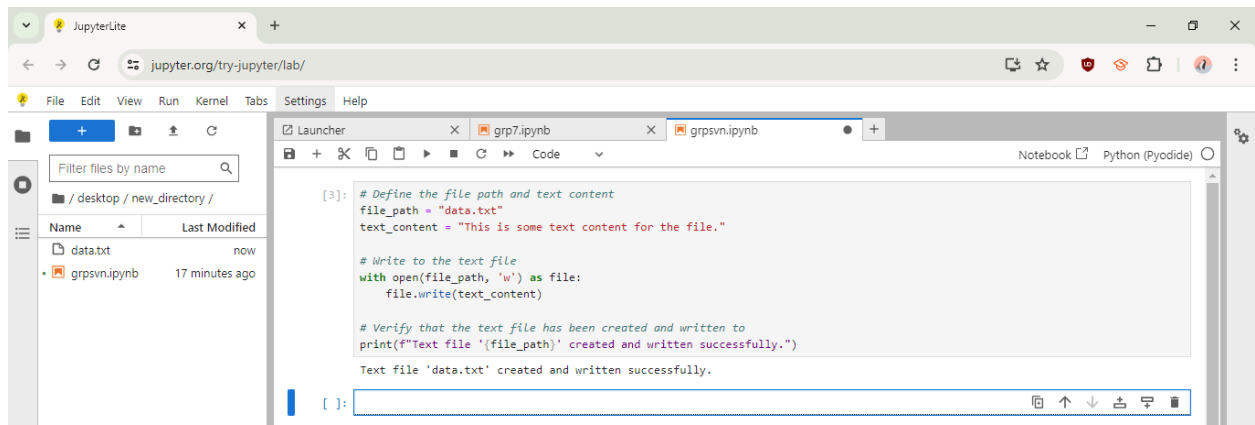 JupyterLite
jupyter.org/try-jupyter/lab/
File Edit View Run Kernel Tabs Settings Help
Filter files by name
/ desktop / new_directory /
Name Last Modified
data.txt now
grpsvn.ipynb 17 minutes ago
Launcher grp7.ipynb grpsvn.ipynb
Code Notebook Python (Pyodide)
[3]: # Define the file path and text content
file_path = "data.txt"
text_content = "This is some text content for the file."
# Write to the text file
with open(file_path, 'w') as file:
    file.write(text_content)
# Verify that the text file has been created and written to
print(f"Text file '{file_path}' created and written successfully.")
Text file 'data.txt' created and written successfully.
[ ]: